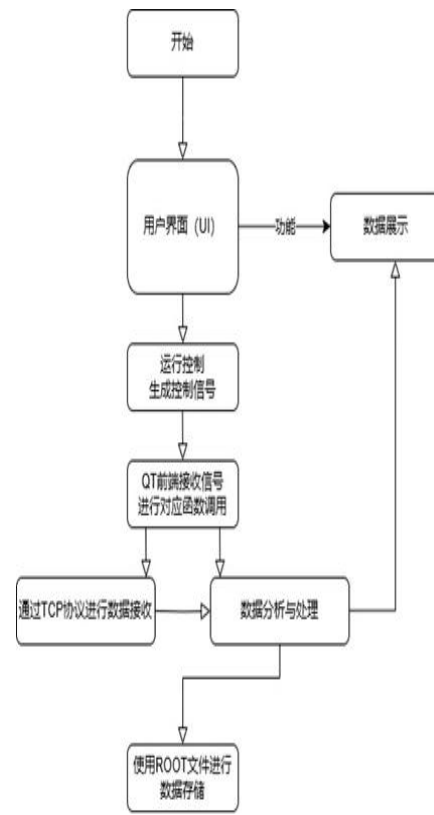 开始
用户界面（UI）
功能
数据展示
运行控制
生成控制信号
QT前端接收信号
进行对应函数调用
通过TCP协议进行数据接收
数据分析与处理
使用ROOT文件进行
数据存储